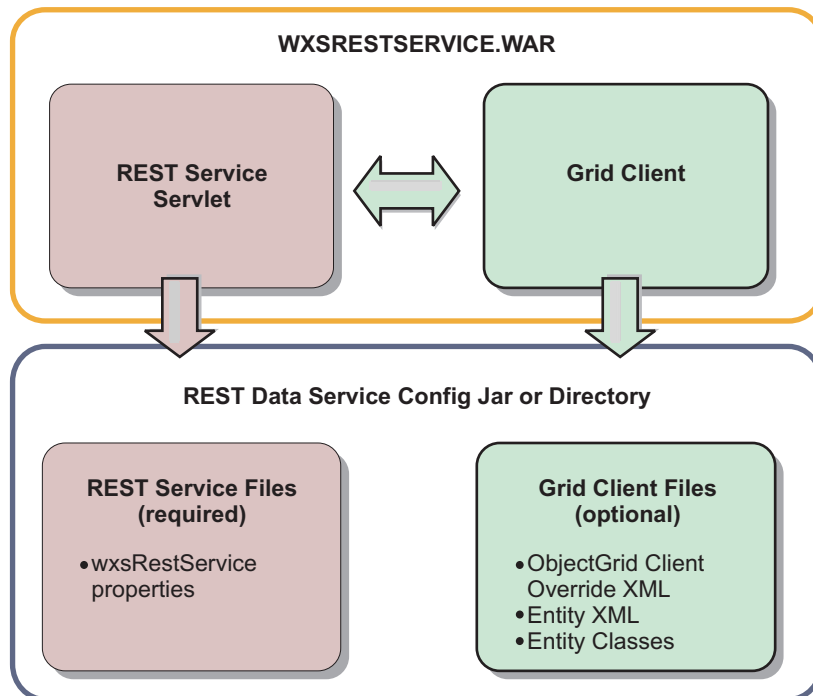 WXSRESTSERVICE.WAR
REST Service
Servlet
Grid Client
REST Data Service Config Jar or Directory
REST Service Files
(required)
•wxsRestService
properties
Grid Client Files
(optional)
•ObjectGrid Client
Override XML
•Entity XML
•Entity Classes